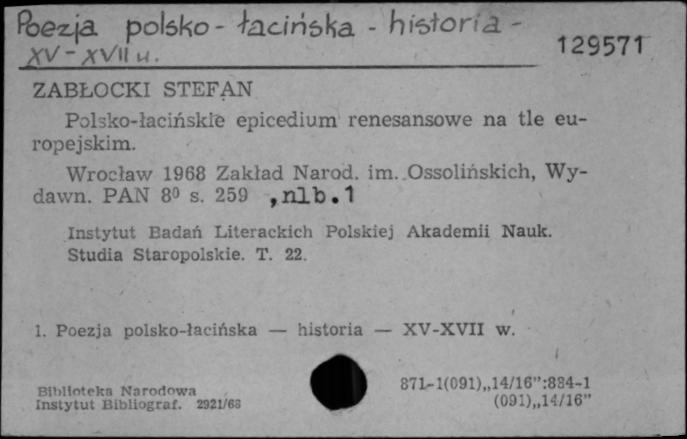 Poezja polsko-łacińska - historia -
XV - XVII w.
129571
ZABŁOCKI STEFAN
Polsko-łacińskie epicedium renesansowe na tle eu-
ropejskim.
Wrocław 1968 Zakład Narod. im. Ossolińskich, Wy-
dawn. PAN 8⁰ s. 259 , nlb. 1
Instytut Badań Literackich Polskiej Akademii Nauk.
Studia Staropolskie. T. 22.
1. Poezja polsko-łacińska — historia — XV-XVII w.
Biblioteka Narodowa
Instytut Bibliograf. 2921/68
871-1(091)„14/16”:884-1
(091)„14/16”